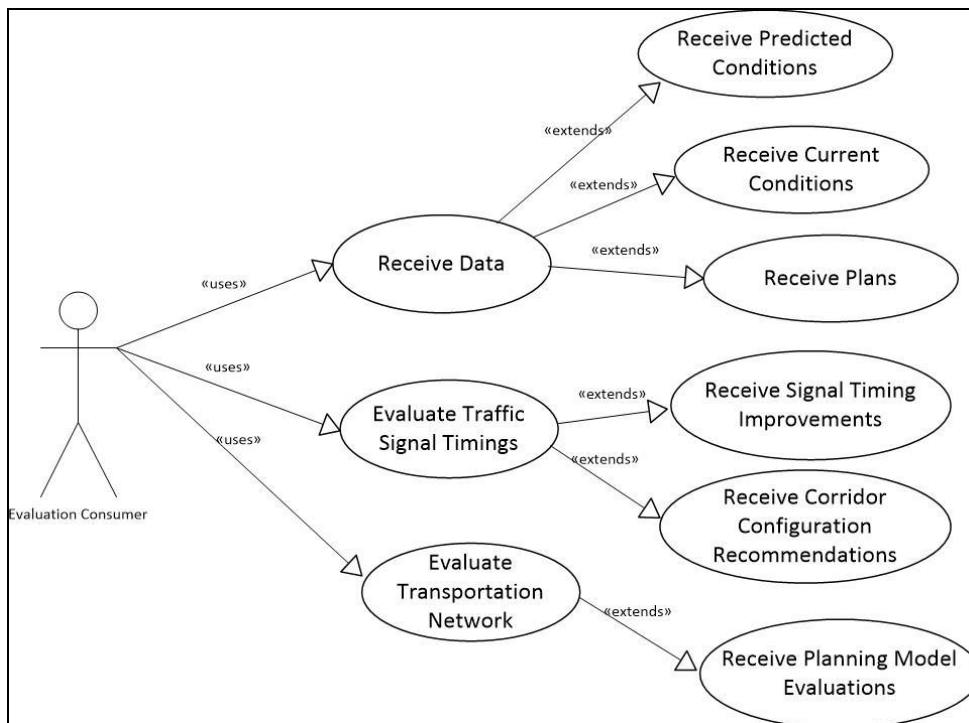 Receive Predicted
Conditions
«extends»
Receive Current
Conditions
«extends»
Receive Data
«extends»
Receive Plans
«uses»
«uses»
Evaluate Traffic
Signal Timings
«extends»
Receive Signal Timing
Improvements
«uses»
«extends»
Receive Corridor
Configuration
Recommendations
Evaluation Consumer
Evaluate
Transportation
Network
«extends»
Receive Planning Model
Evaluations